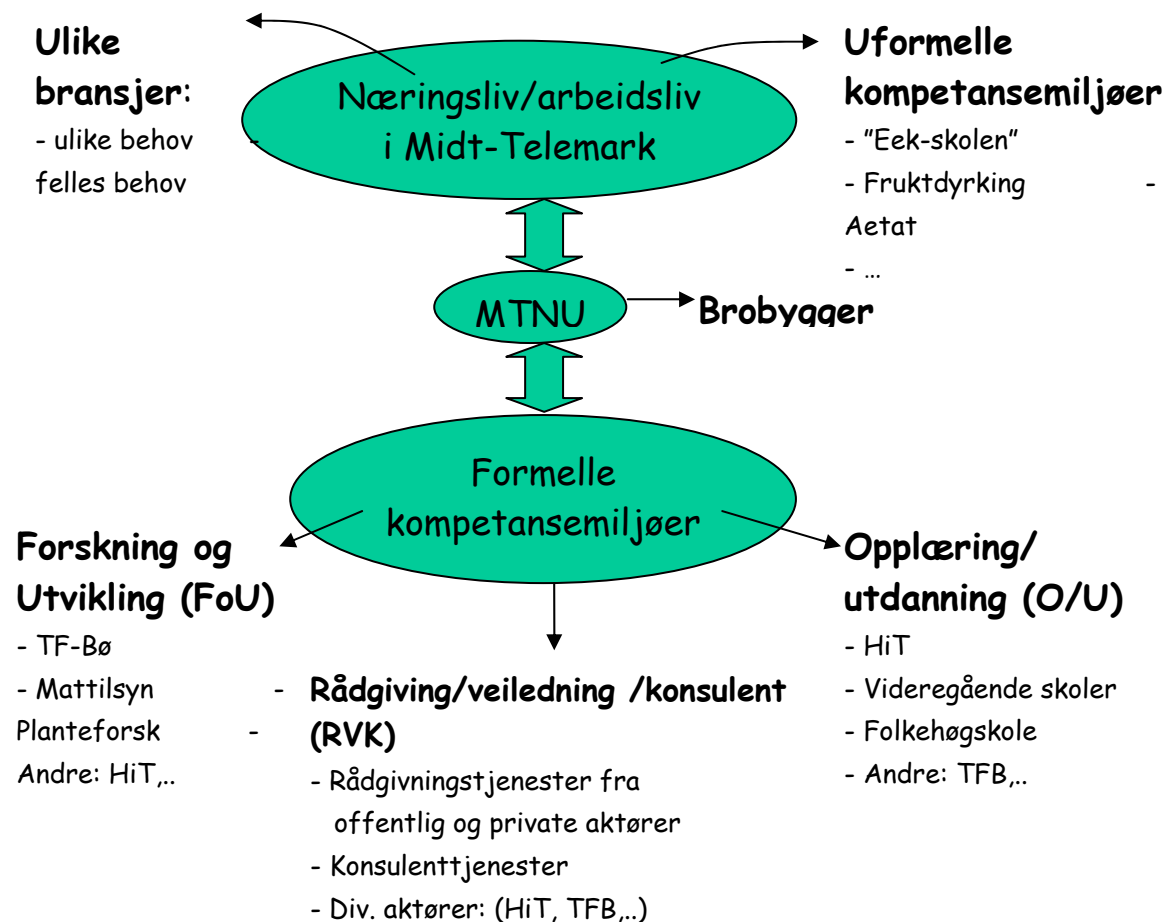 Ulike
bransjer:
- ulike behov -
felles behov
Næringsliv/arbeidsliv
i Midt-Telemark
Uformelle
kompetansemiljøer
- ”Eek-skolen”
- Fruktdyrking -
Aetat
- ...
MTNU
Brobygger
Formelle
kompetansemiljøer
Forskning og
Utvikling (FoU)
- TF-Bø
- Mattilsyn -
Planteforsk -
Andre: HiT,..
Rådgiving/veiledning /konsulent
(RVK)
- Rådgivningstjenester fra
offentlig og private aktører
- Konsulenttjenester
- Div. aktører: (HiT, TFB,..)
Opplæring/
utdanning (O/U)
- HiT
- Videregående skoler
- Folkehøgskole
- Andre: TFB,..